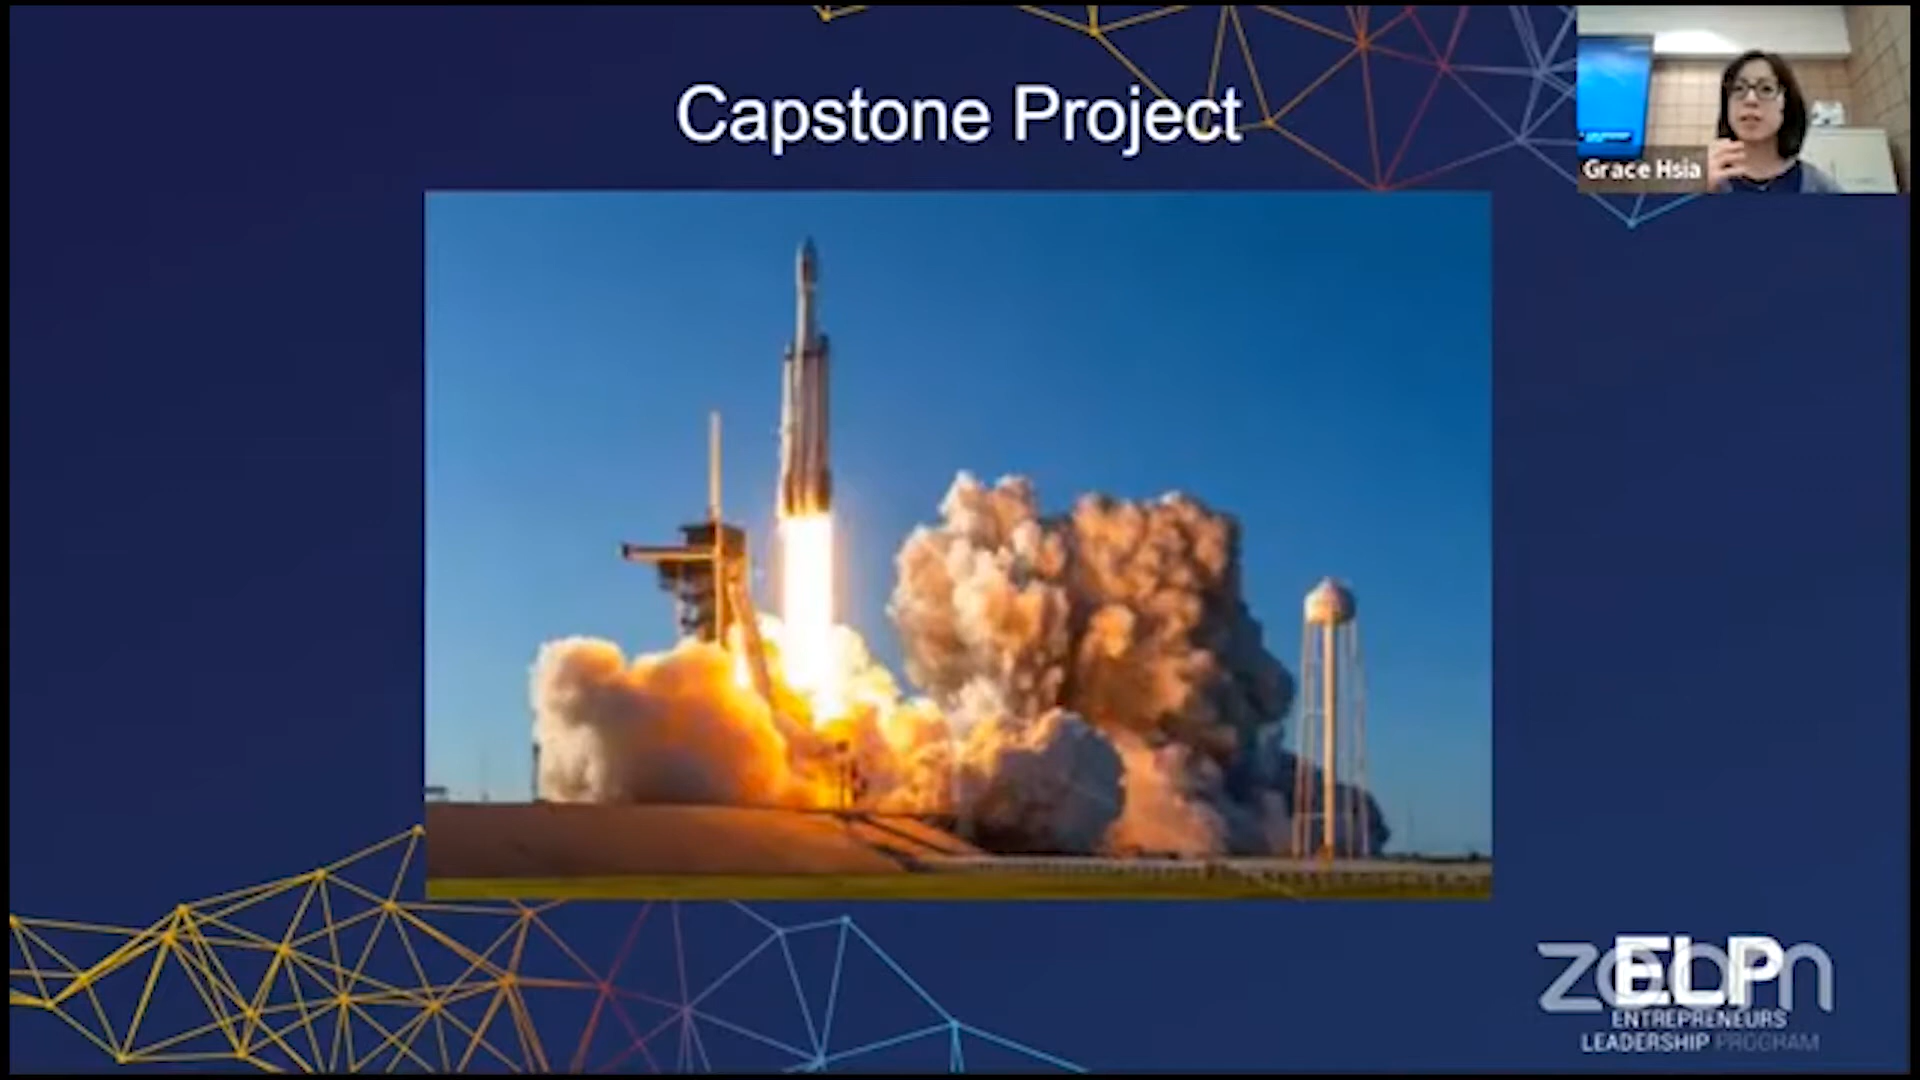 Capstone Project
Grace Hsia
zoom
ELP
ENTREPRENEURS
LEADERSHIP PROGRAM